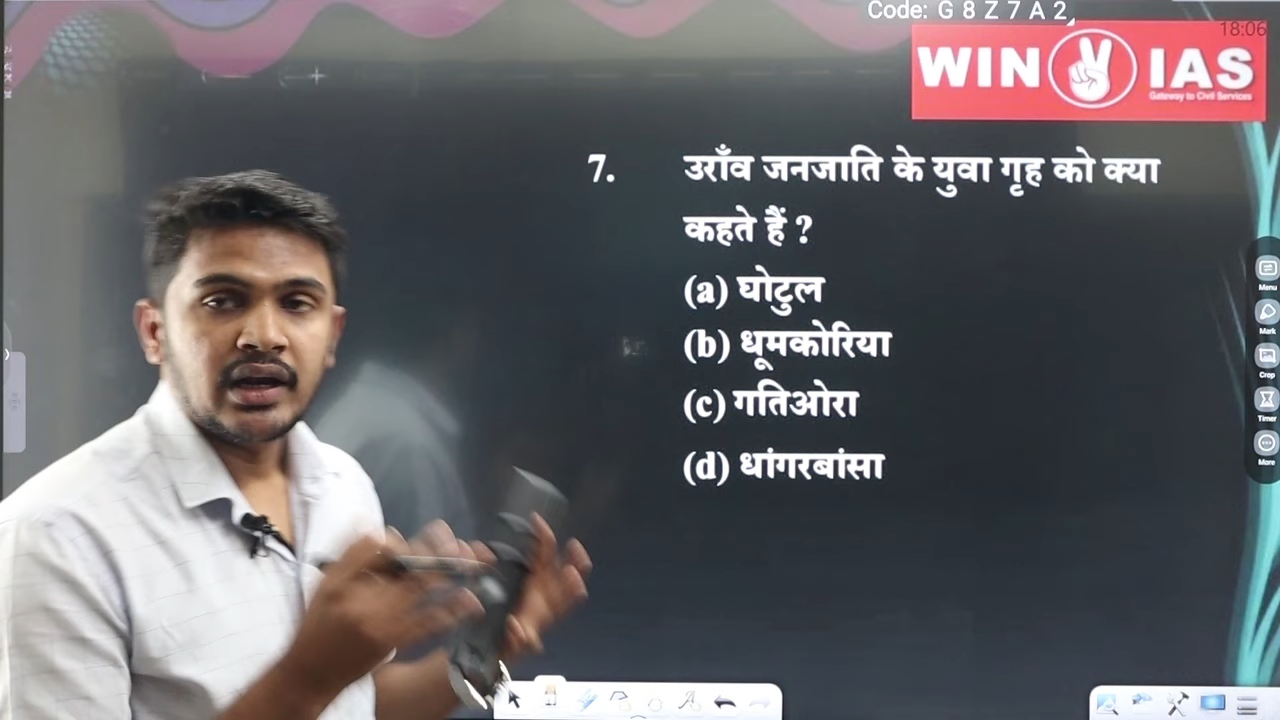 Code: G 8 Z 7 A 2
18:06
WIN IAS
Gateway to Civil Services
7. उराँव जनजाति के युवा गृह को क्या
कहते हैं ?
(a) घोटुल
(b) धूमकोरिया
(c) गतिओरा
(d) धांगरबांसा
Menu
Mark
Crop
Timer
More